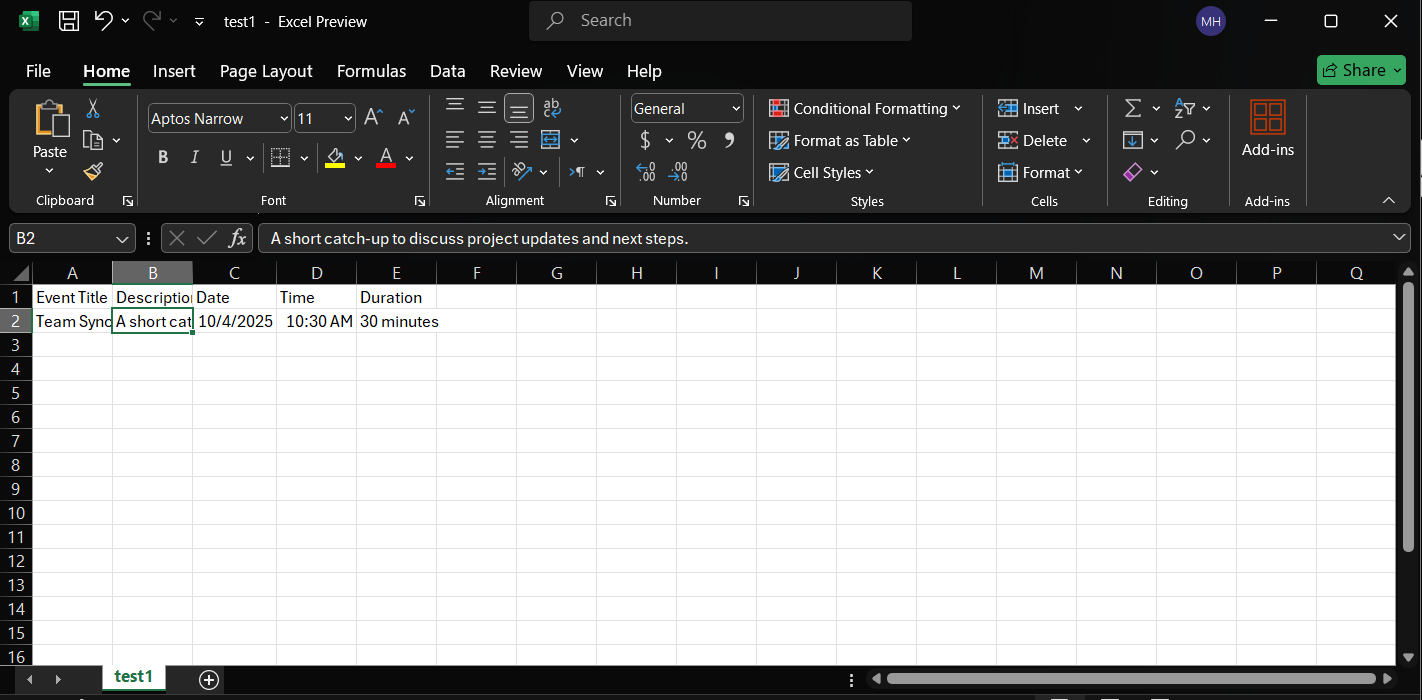 test1 - Excel Preview
Search
MH
File Home Insert Page Layout Formulas Data Review View Help
Share
Paste
Aptos Narrow 11
B I U A
ab
General
$ % 9
.00
Conditional Formatting
Format as Table
Cell Styles
Insert
Delete
Format
Add-ins
Clipboard Font Alignment Number Styles Cells Editing Add-ins
B2 fx A short catch-up to discuss project updates and next steps.
A B C D E F G H I J K L M N O P Q
1 Event Title Description Date Time Duration
2 Team Sync A short cat 10/4/2025 10:30 AM 30 minutes
3
4
5
6
7
8
9
10
11
12
13
14
15
16
test1